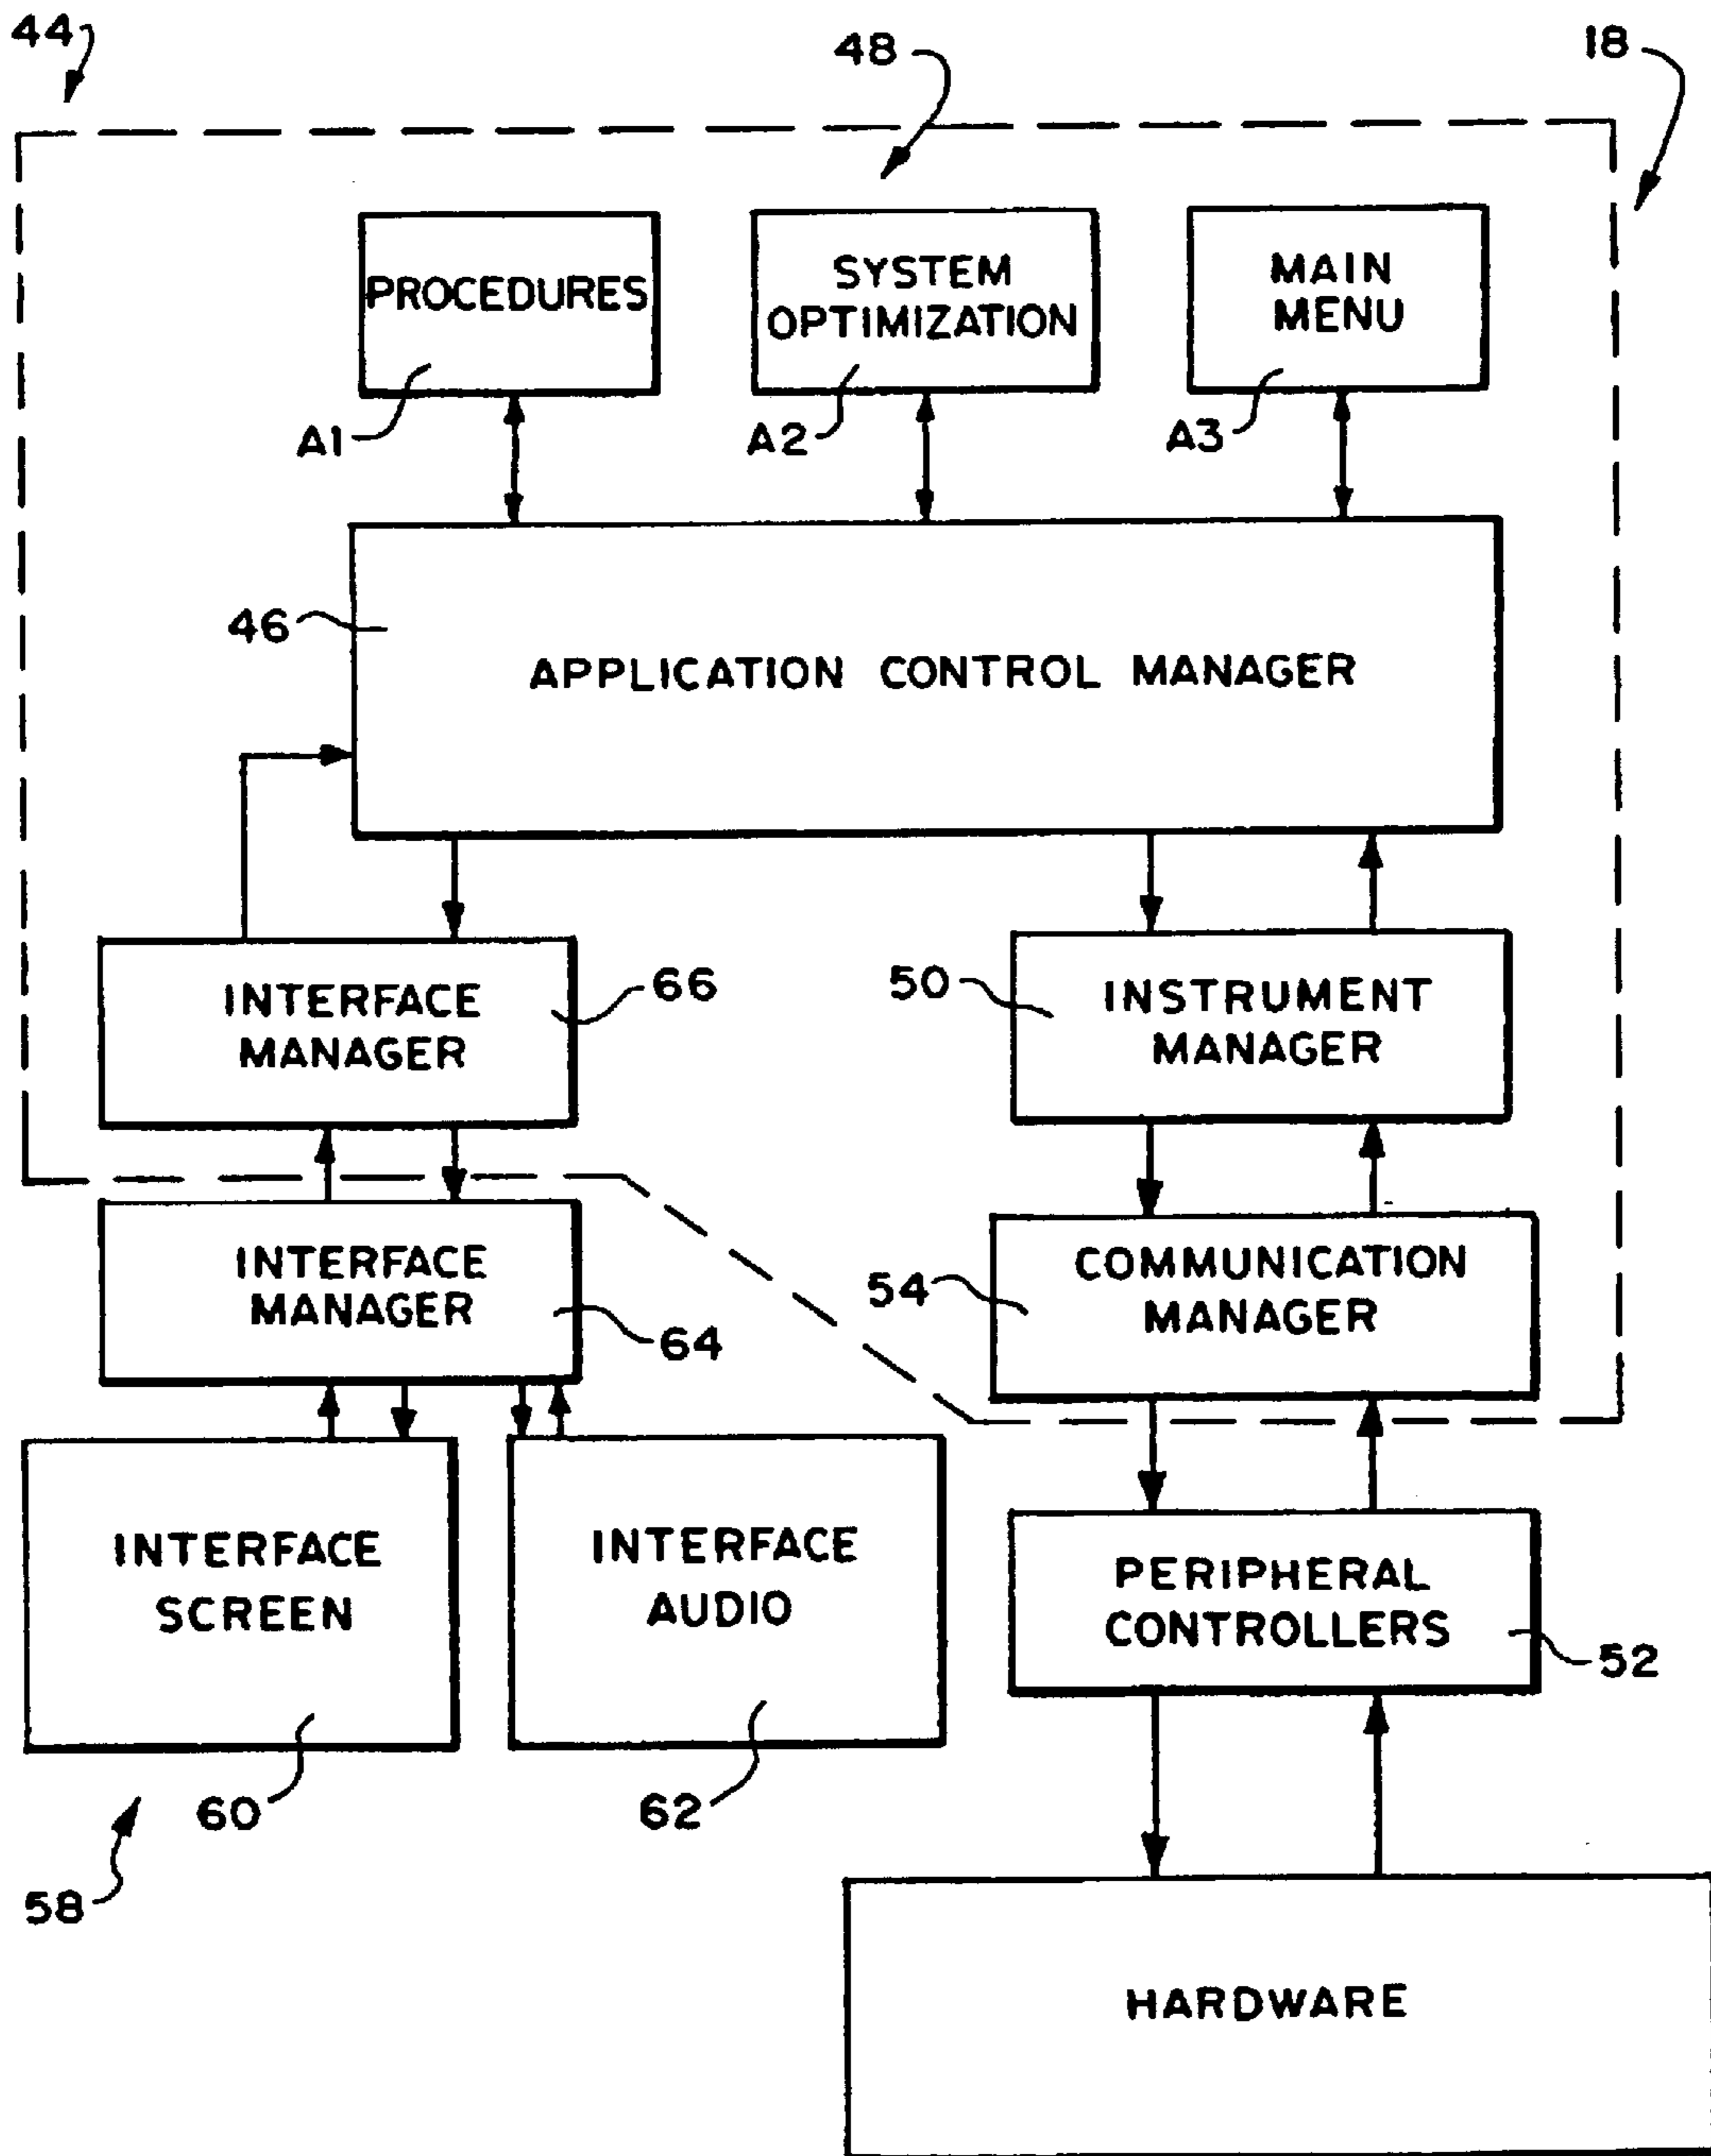 44
48
18
PROCEDURES
SYSTEM
OPTIMIZATION
MAIN
MENU
A1
A2
A3
46
APPLICATION CONTROL MANAGER
INTERFACE
MANAGER
66
50
INSTRUMENT
MANAGER
INTERFACE
MANAGER
64
54
COMMUNICATION
MANAGER
INTERFACE
SCREEN
INTERFACE
AUDIO
PERIPHERAL
CONTROLLERS
52
60
62
58
HARDWARE